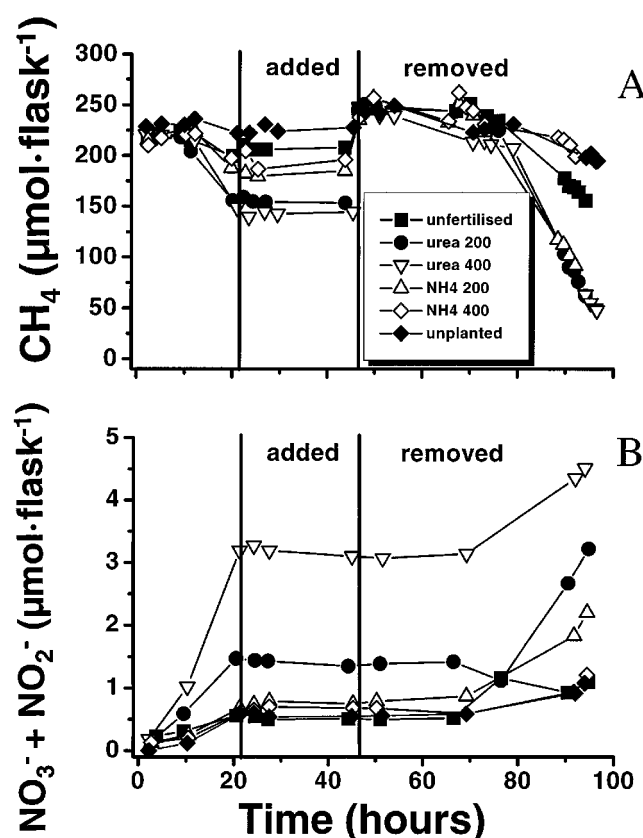 A
CH₄ (µmol·flask⁻¹)
300
250
200
150
100
50
0
added
removed
unfertilised
urea 200
urea 400
NH4 200
NH4 400
unplanted
B
NO₃⁻ + NO₂⁻ (µmol·flask⁻¹)
5
4
3
2
1
0
added
removed
0 20 40 60 80 100
Time (hours)